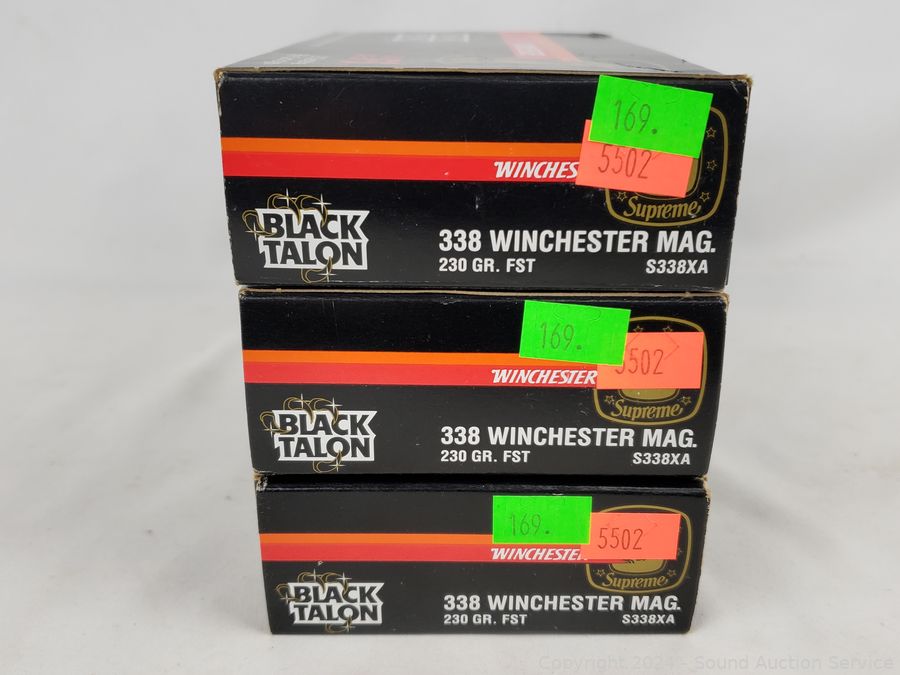 169.
WINCHES
5502
Supreme
BLACK
TALON
338 WINCHESTER MAG.
230 GR. FST
S338XA
169.
WINCHESTER
5502
Supreme
BLACK
TALON
338 WINCHESTER MAG.
230 GR. FST
S338XA
169.
WINCHESTE
5502
Supreme
BLACK
TALON
338 WINCHESTER MAG.
230 GR. FST
S338XA
Copyright 2024 - Sound Auction Service